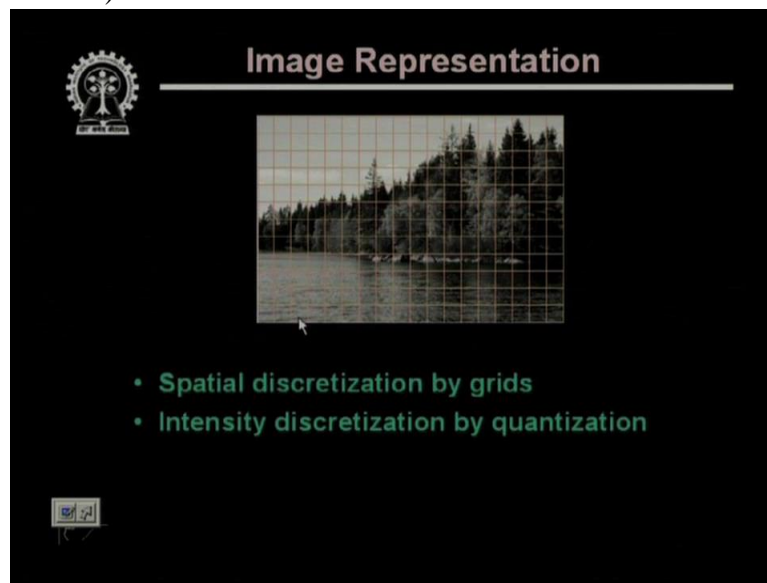 Image Representation
• Spatial discretization by grids
• Intensity discretization by quantization